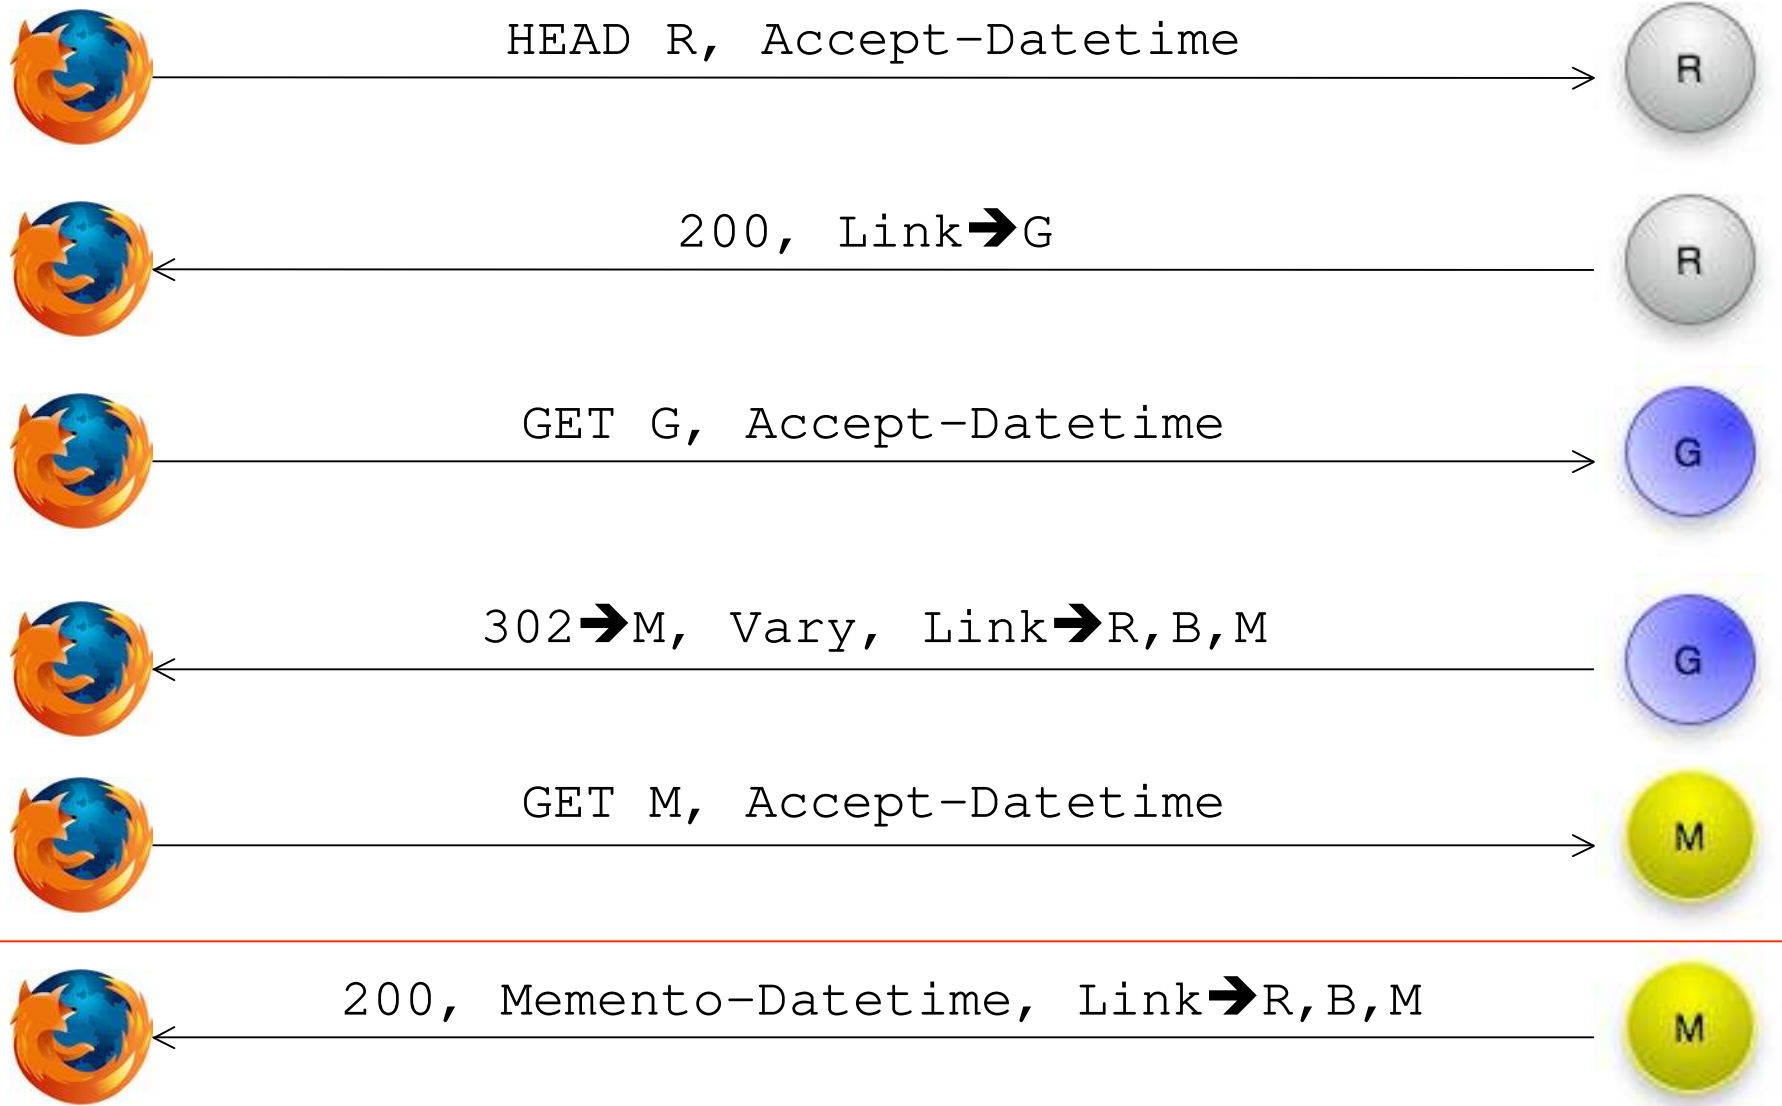 HEAD R, Accept-Datetime
R
200, Link➔G
R
GET G, Accept-Datetime
G
302➔M, Vary, Link➔R,B,M
G
GET M, Accept-Datetime
M
200, Memento-Datetime, Link➔R,B,M
M